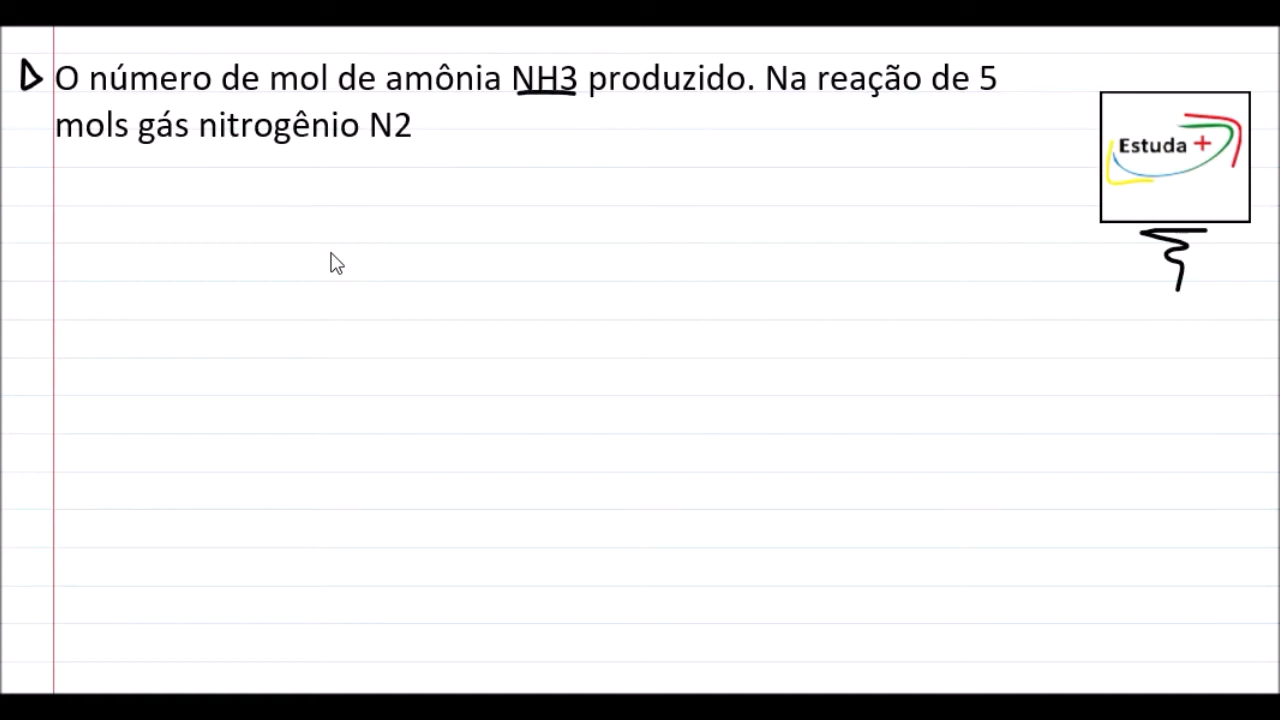 O número de mol de amônia NH3 produzido. Na reação de 5
mols gás nitrogênio N2
Estuda +